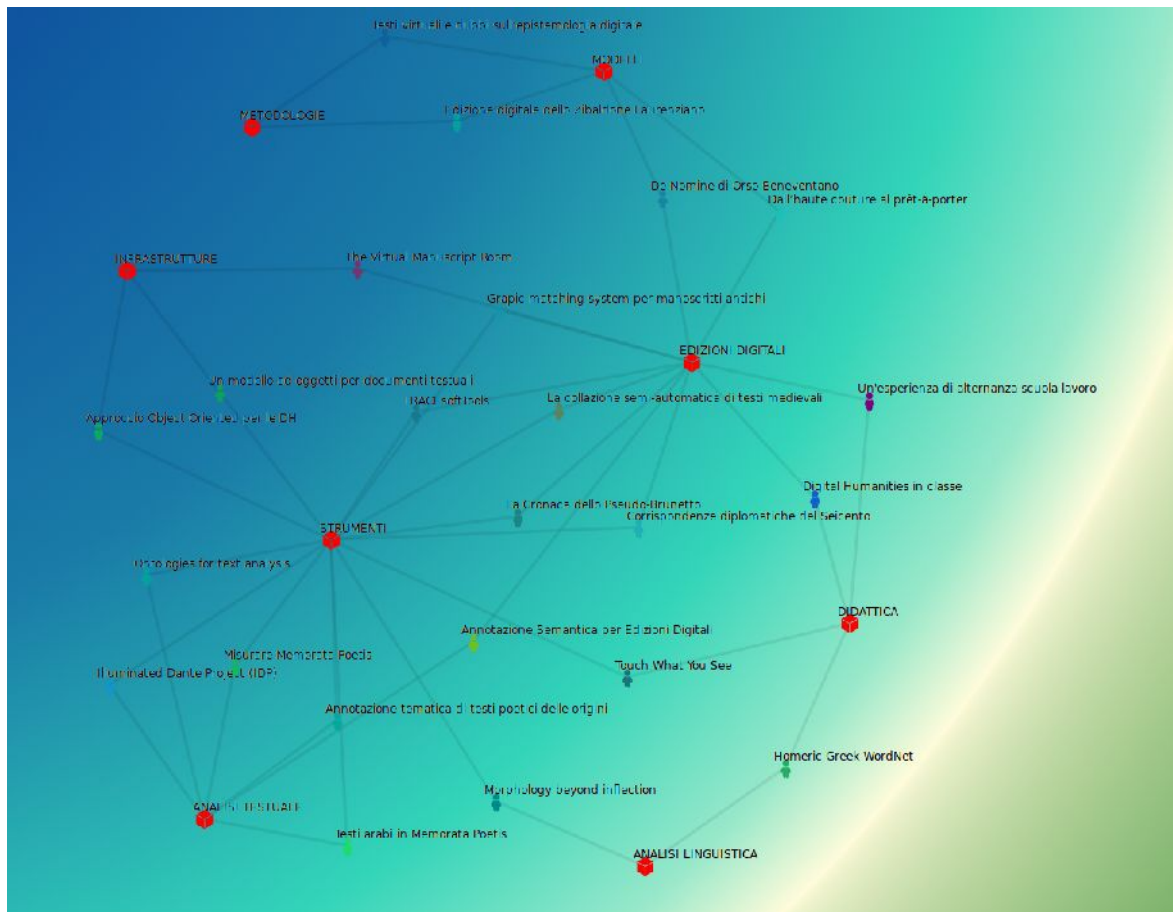 Testi virtuali e dubbi sull'epistemologia digitale
MODELLI
Edizione digitale dello Zibaldone Laurenziano
METODOLOGIE
De Nomine di Orso Beneventano
Dall'haute couture al prêt-à-porter
INFRASTRUTTURE
The Virtual Manuscript Room
Grapic matching system per manoscritti antichi
EDIZIONI DIGITALI
Un modello ad oggetti per documenti testuali
Un'esperienza di alternanza scuola lavoro
softTools
La collazione semi-automatica di testi medievali
Approccio Object Oriented per le DH
Digital Humanities in classe
La Cronaca dello Pseudo-Brunetto
Corrispondenze diplomatiche del Seicento
STRUMENTI
Ontologies for text analysis
DIDATTICA
Annotazione Semantica per Edizioni Digitali
Misurare Memorata Poetis
Touch What You See
Illuminated Dante Project (IDP)
Annotazione tematica di testi poetici delle origini
Homeric Greek WordNet
Morphology beyond inflection
ANALISI TESTUALE
Testi arabi in Memorata Poetis
ANALISI LINGUISTICA